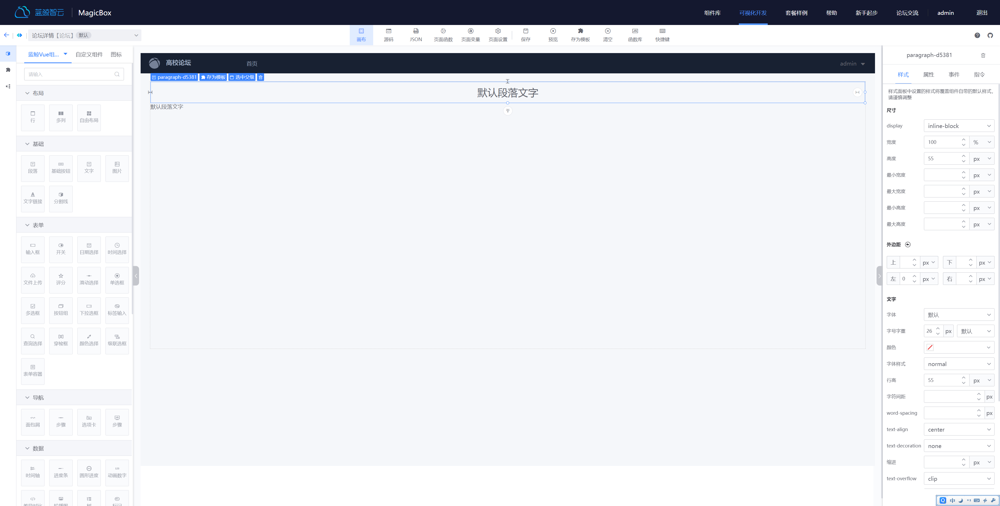 蓝鲸智云 MagicBox 组件库 可视化开发 套餐样例 帮助 新手起步 论坛交流 admin 退出
论坛详情【论坛】 默认
画布 源码 JSON 页面函数 页面变量 页面设置 保存 预览 存为模板 清空 函数库 快捷键
蓝鲸Vue组... 自定义组件 图标
请输入
布局
行 多列 自由布局
基础
段落 基础按钮 文字 图片
文字链接 分割线
表单
输入框 开关 日期选择 时间选择
文件上传 评分 滑动选择 单选框
多选框 按钮组 下拉选框 标签输入
查询选择 穿梭框 颜色选择 级联选框
表单容器
导航
面包屑 步骤 选项卡 步骤
数据
时间轴 进度条 圆形进度 动画数字
差异对比 轮播图 树 标记
高校论坛 首页 admin
paragraph-d5381 存为模板 选中父级
默认段落文字
默认段落文字
paragraph-d5381
样式 属性 事件 指令
样式面板中设置的样式将覆盖组件自带的默认样式，
请谨慎调整
尺寸
display inline-block
宽度 100 %
高度 55 px
最小宽度 px
最大宽度 px
最小高度 px
最大高度 px
外边距
上 px 下 px
左 0 px 右 px
文字
字体 默认
字号字重 26 px 默认
颜色
字体样式 normal
行高 55 px
字符间距 px
word-spacing px
text-align center
text-decoration none
缩进 px
text-overflow clip
中